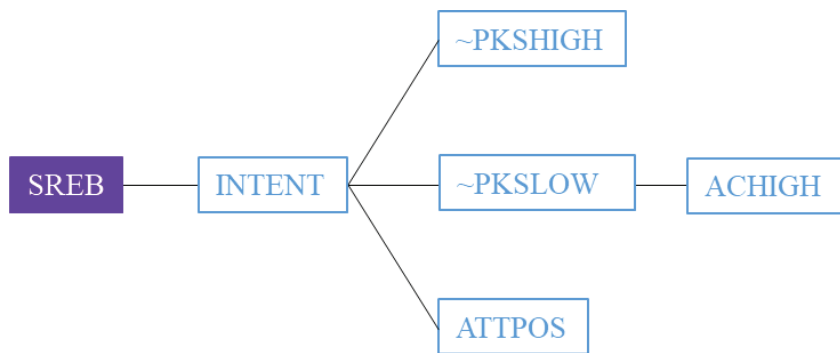 ~PKSHIGH
SREB
INTENT
~PKSLOW
ACHIGH
ATTPOS